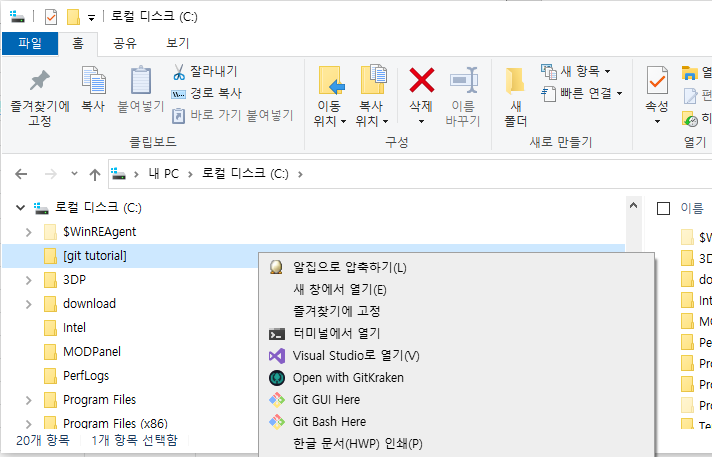 로컬 디스크 (C:)
파일 홈 공유 보기
즐겨찾기에 고정
복사
붙여넣기
잘라내기
경로 복사
바로 가기 붙여넣기
클립보드
이동 위치
복사 위치
삭제
이름 바꾸기
구성
새 폴더
새 항목
빠른 연결
새로 만들기
속성
열
편
히
열기
내 PC 로컬 디스크 (C:)
로컬 디스크 (C:)
$WinREAgent
[git tutorial]
3DP
download
Intel
MODPanel
PerfLogs
Program Files
Program Files (x86)
알집으로 압축하기(L)
새 창에서 열기(E)
즐겨찾기에 고정
터미널에서 열기
Visual Studio로 열기(V)
Open with GitKraken
Git GUI Here
Git Bash Here
한글 문서(HWP) 인쇄(P)
이름
$W
3D
do
Int
MO
Per
Pro
Pro
Pro
Te
20개 항목 1개 항목 선택함